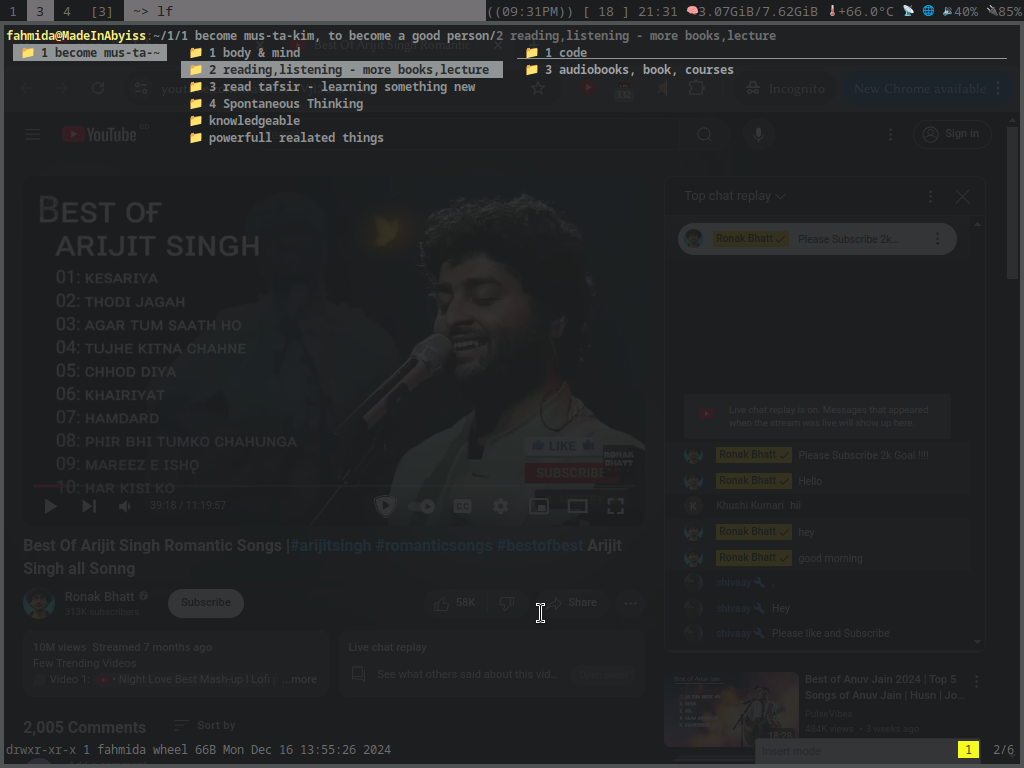 1 3 4 [3] ~> lf ((09:31PM)) [ 18 ] 21:31 3.07GiB/7.62GiB +66.0°C 40% 85%
fahmida@MadeInAbyiss:~/1/1 become mus-ta-kim, to become a good person/2 reading,listening - more books,lecture
1 become mus-ta-~
1 body & mind
2 reading,listening - more books,lecture
3 read tafsir - learning something new
4 Spontaneous Thinking
knowledgeable
powerfull realated things
1 code
3 audiobooks, book, courses
Incognito
New Chrome available
YouTube
Sign in
BEST OF
ARIJIT SINGH
01: KESARIYA
02: THODI JAGAH
03: AGAR TUM SAATH HO
04: TUJHE KITNA CHAHNE
05: CHHOD DIYA
06: KHAIRIYAT
07: HAMDARD
08: PHIR BHI TUMKO CHAHUNGA
09: MAREEZ E ISHQ
10: HAR KISI KO
LIKE
SUBSCRIBE
RONAK
BHATT
39:18 / 11:19:57
Best Of Arijit Singh Romantic Songs |#arijitsingh #romanticsongs #bestofbest Arijit
Singh all Sonng
Ronak Bhatt
313K subscribers
Subscribe
58K
Share
10M views Streamed 7 months ago
Few Trending Videos
Video 1: • Night Love Best Mash-up | Lofi ...more
Live chat replay
See what others said about this vid...
2,005 Comments
Sort by
Top chat replay
Ronak Bhatt Please Subscribe 2k...
Live chat replay is on. Messages that appeared
when the stream was live will show up here.
Ronak Bhatt Please Subscribe 2k Goal !!!!
Ronak Bhatt Hello
K Khushi Kumari hii
Ronak Bhatt hey
Ronak Bhatt good morning
shivaay .
shivaay Hey
shivaay Please like and Subscribe
Best of Anuv Jain 2024 | Top 5
Songs of Anuv Jain | Husn | Jo...
PulseVibes
884K views • 3 weeks ago
19:28
Insert mode
drwxr-xr-x 1 fahmida wheel 66B Mon Dec 16 13:55:26 2024
1 2/6